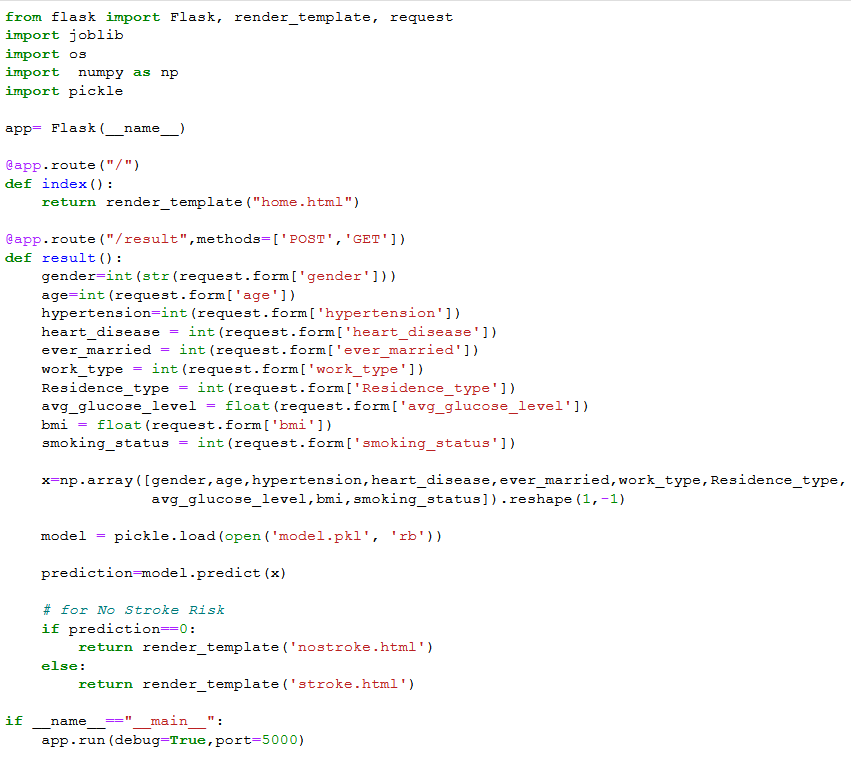 from flask import Flask, render_template, request
import joblib
import os
import  numpy as np
import pickle

app= Flask(__name__)

@app.route("/")
def index():
    return render_template("home.html")

@app.route("/result",methods=['POST','GET'])
def result():
    gender=int(str(request.form['gender']))
    age=int(request.form['age'])
    hypertension=int(request.form['hypertension'])
    heart_disease = int(request.form['heart_disease'])
    ever_married = int(request.form['ever_married'])
    work_type = int(request.form['work_type'])
    Residence_type = int(request.form['Residence_type'])
    avg_glucose_level = float(request.form['avg_glucose_level'])
    bmi = float(request.form['bmi'])
    smoking_status = int(request.form['smoking_status'])

    x=np.array([gender,age,hypertension,heart_disease,ever_married,work_type,Residence_type,
                avg_glucose_level,bmi,smoking_status]).reshape(1,-1)

    model = pickle.load(open('model.pkl', 'rb'))

    prediction=model.predict(x)

    # for No Stroke Risk
    if prediction==0:
        return render_template('nostroke.html')
    else:
        return render_template('stroke.html')

if __name__=="__main__":
    app.run(debug=True,port=5000)